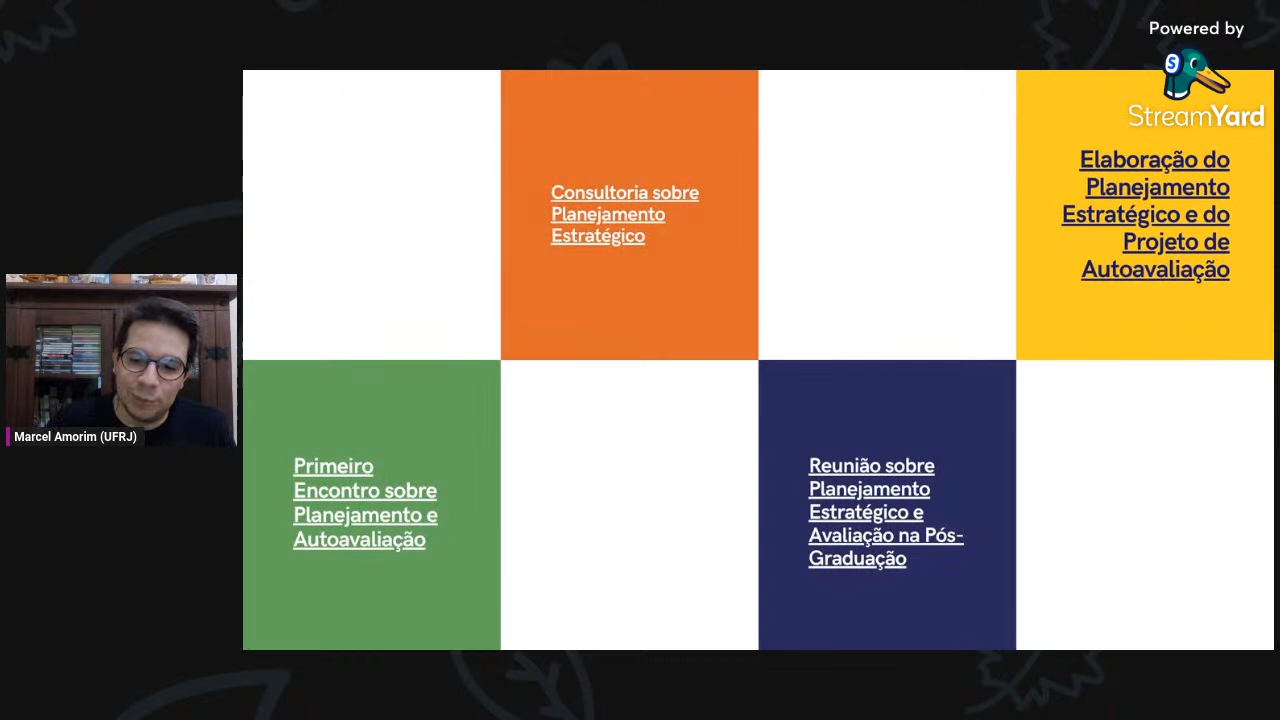 Powered by
StreamYard
Consultoria sobre
Planejamento
Estratégico
Elaboração do
Planejamento
Estratégico e do
Projeto de
Autoavaliação
Marcel Amorim (UFRJ)
Primeiro
Encontro sobre
Planejamento e
Autoavaliação
Reunião sobre
Planejamento
Estratégico e
Avaliação na Pós-
Graduação